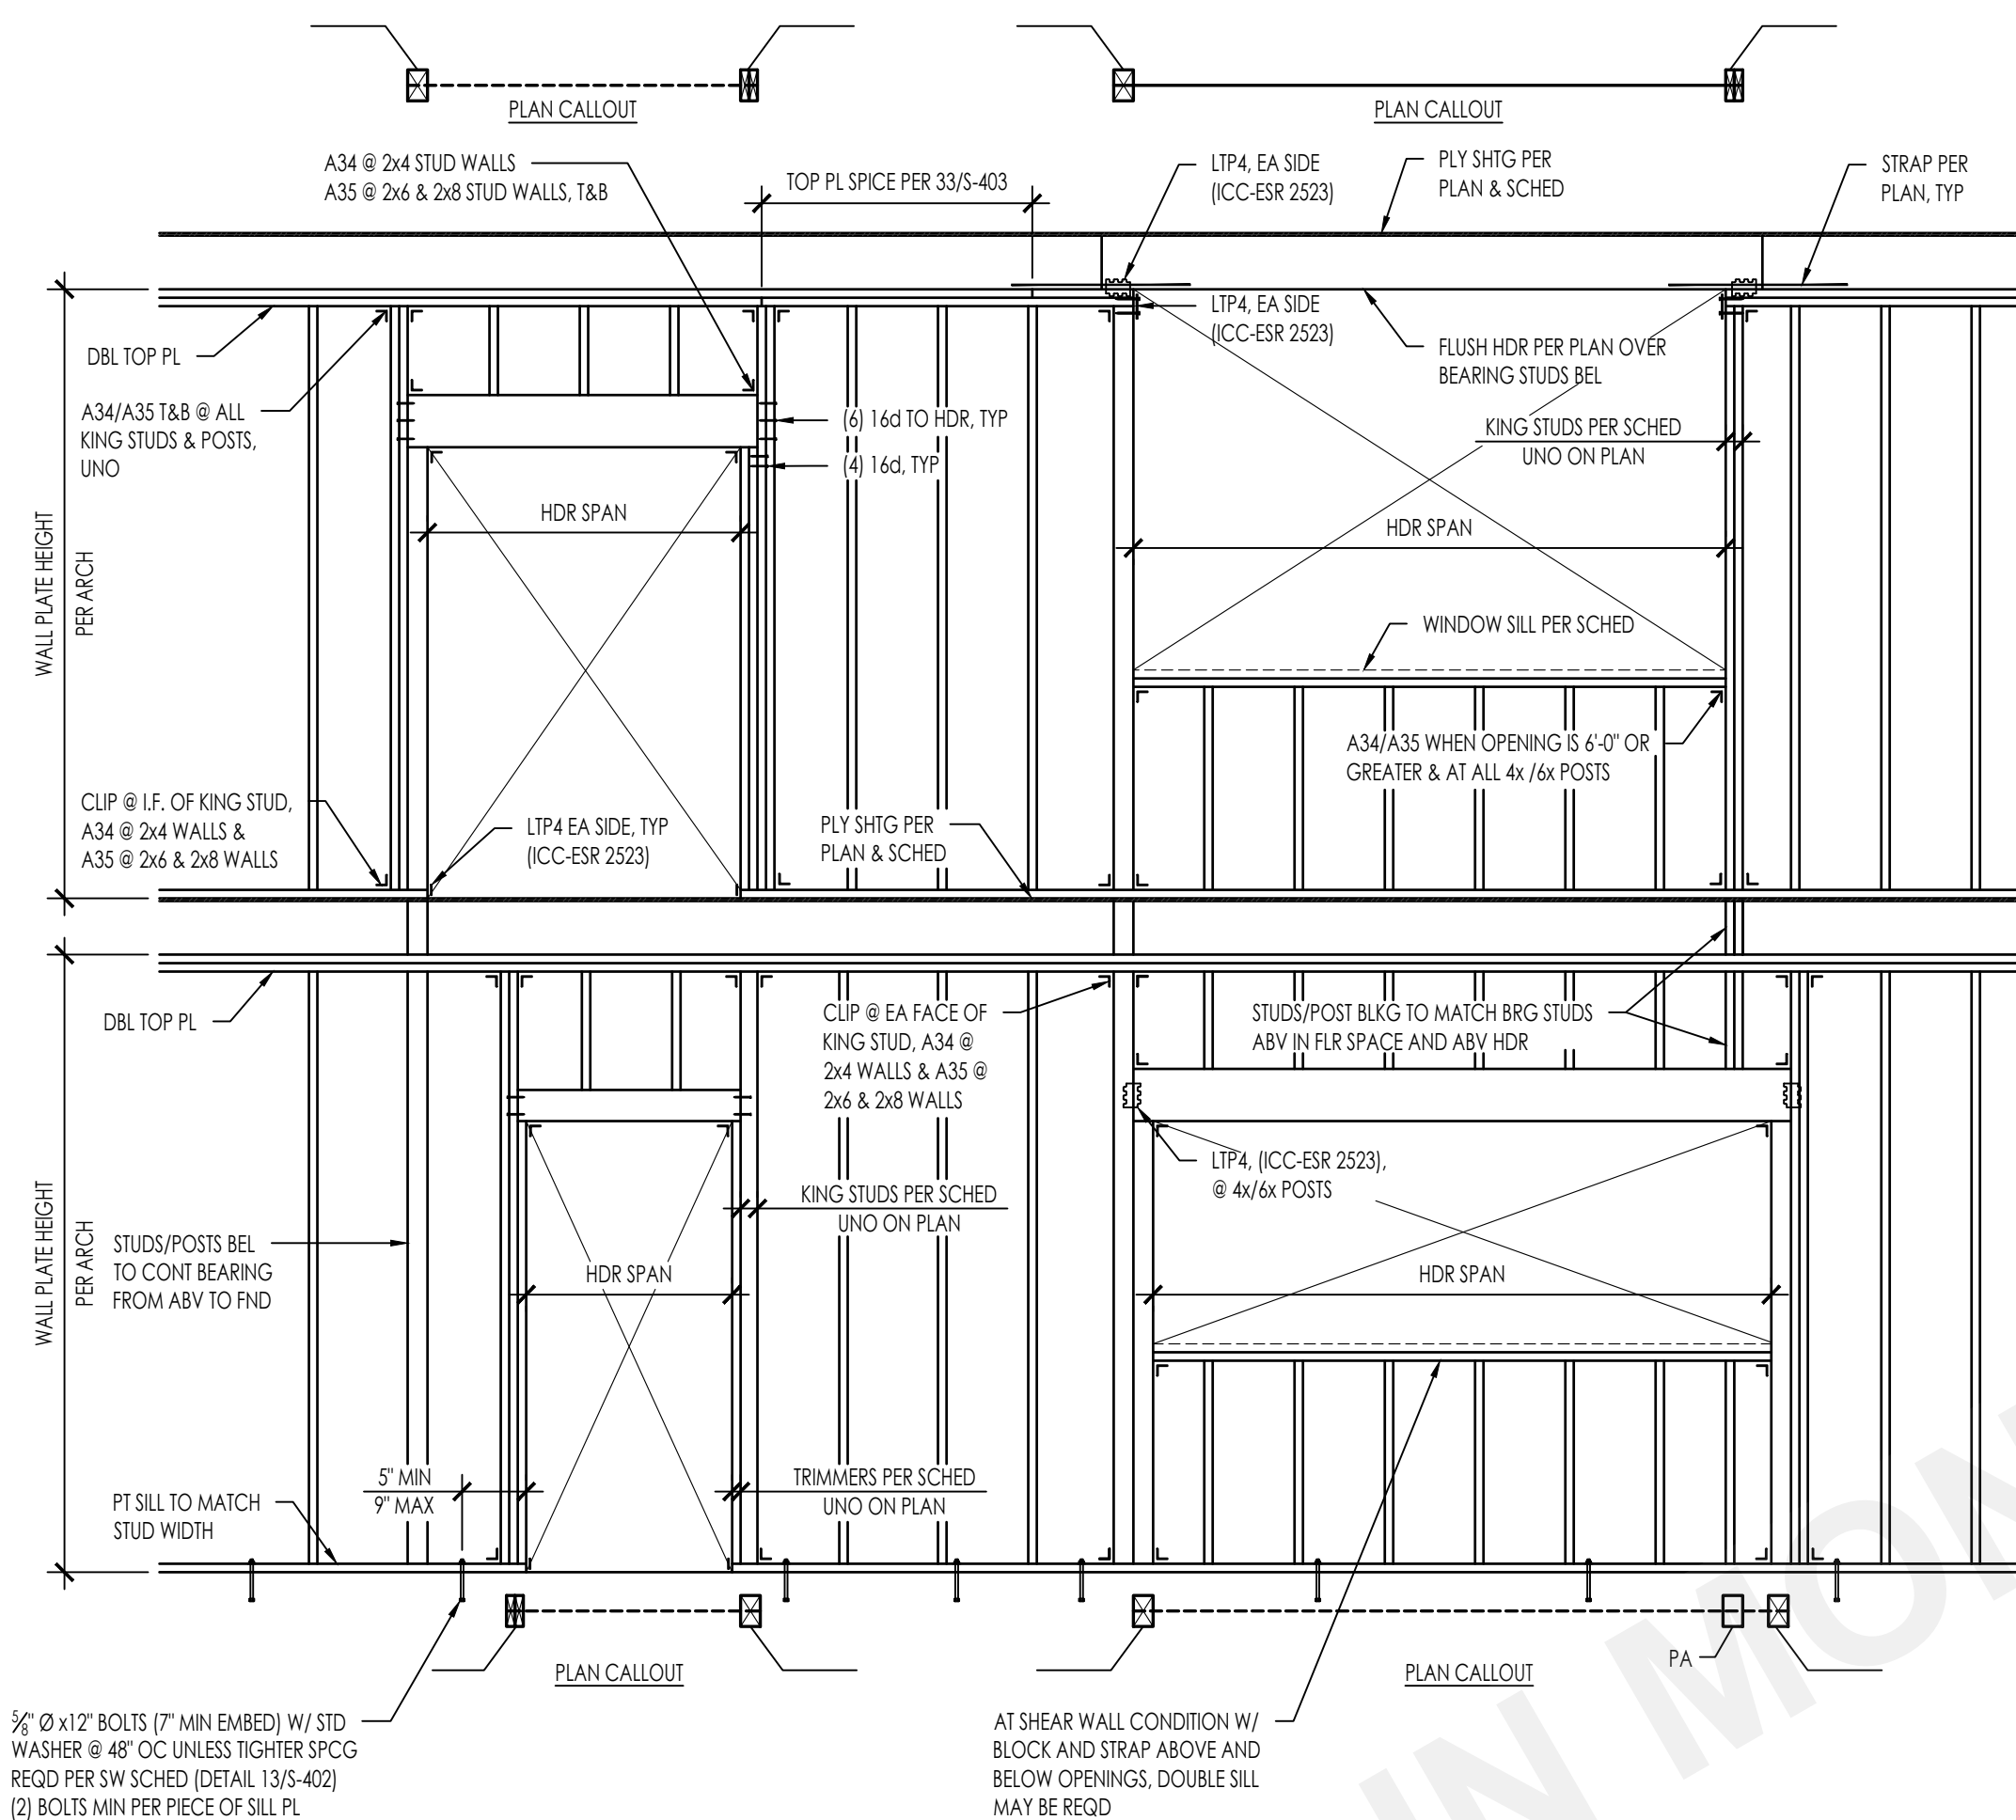 PLAN CALLOUT
PLAN CALLOUT
A34 @ 2x4 STUD WALLS
A35 @ 2x6 & 2x8 STUD WALLS, T&B
TOP PL SPICE PER 33/S-403
LTP4, EA SIDE
(ICC-ESR 2523)
PLY SHTG PER
PLAN & SCHED
STRAP PER
PLAN, TYP
DBL TOP PL
LTP4, EA SIDE
(ICC-ESR 2523)
FLUSH HDR PER PLAN OVER
BEARING STUDS BEL
A34/A35 T&B @ ALL
KING STUDS & POSTS,
UNO
(6) 16d TO HDR, TYP
(4) 16d, TYP
KING STUDS PER SCHED
UNO ON PLAN
HDR SPAN
HDR SPAN
WALL PLATE HEIGHT
PER ARCH
WINDOW SILL PER SCHED
A34/A35 WHEN OPENING IS 6'-0" OR
GREATER & AT ALL 4x /6x POSTS
CLIP @ I.F. OF KING STUD,
A34 @ 2x4 WALLS &
A35 @ 2x6 & 2x8 WALLS
LTP4 EA SIDE, TYP
(ICC-ESR 2523)
PLY SHTG PER
PLAN & SCHED
DBL TOP PL
CLIP @ EA FACE OF
KING STUD, A34 @
2x4 WALLS & A35 @
2x6 & 2x8 WALLS
STUDS/POST BLKG TO MATCH BRG STUDS
ABV IN FLR SPACE AND ABV HDR
LTP4, (ICC-ESR 2523),
@ 4x/6x POSTS
KING STUDS PER SCHED
UNO ON PLAN
WALL PLATE HEIGHT
PER ARCH
STUDS/POSTS BEL
TO CONT BEARING
FROM ABV TO FND
HDR SPAN
HDR SPAN
5" MIN
9" MAX
TRIMMERS PER SCHED
UNO ON PLAN
PT SILL TO MATCH
STUD WIDTH
PLAN CALLOUT
PLAN CALLOUT
PA
⅝" Ø x12" BOLTS (7" MIN EMBED) W/ STD
WASHER @ 48" OC UNLESS TIGHTER SPCG
REQD PER SW SCHED (DETAIL 13/S-402)
(2) BOLTS MIN PER PIECE OF SILL PL
AT SHEAR WALL CONDITION W/
BLOCK AND STRAP ABOVE AND
BELOW OPENINGS, DOUBLE SILL
MAY BE REQD